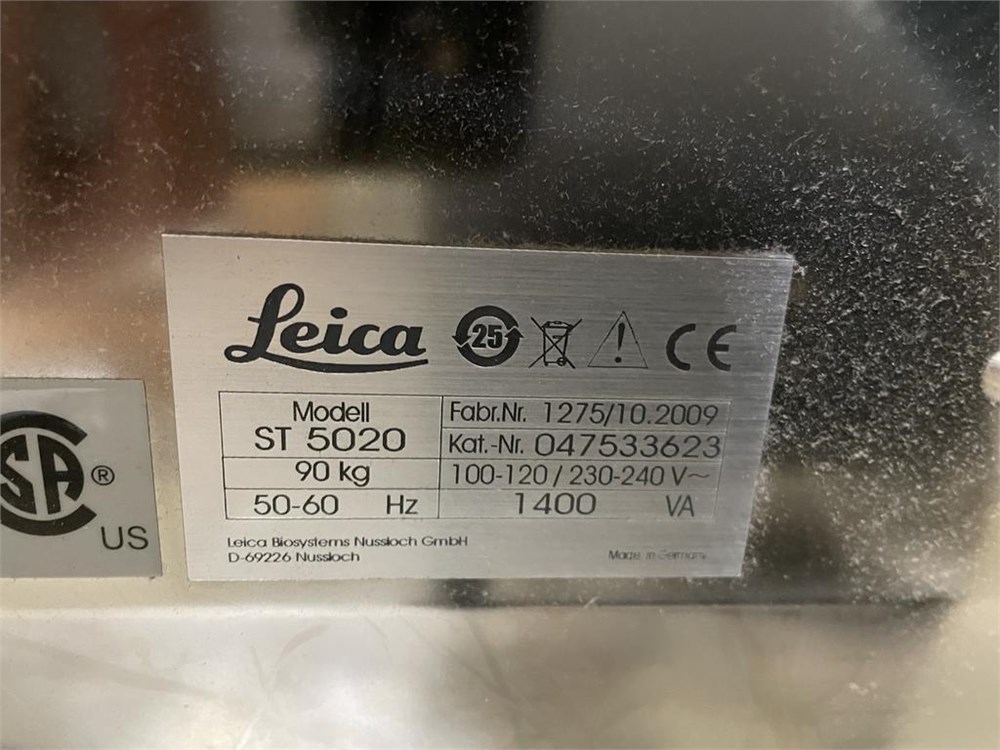 Leica 25 CE
Modell
ST 5020
Fabr.Nr. 1275/10.2009
Kat.-Nr. 047533623
90 kg
100-120 / 230-240 V~
50-60 Hz
1400 VA
Leica Biosystems Nussloch GmbH
D-69226 Nussloch
Made in Germany
SA ®
US